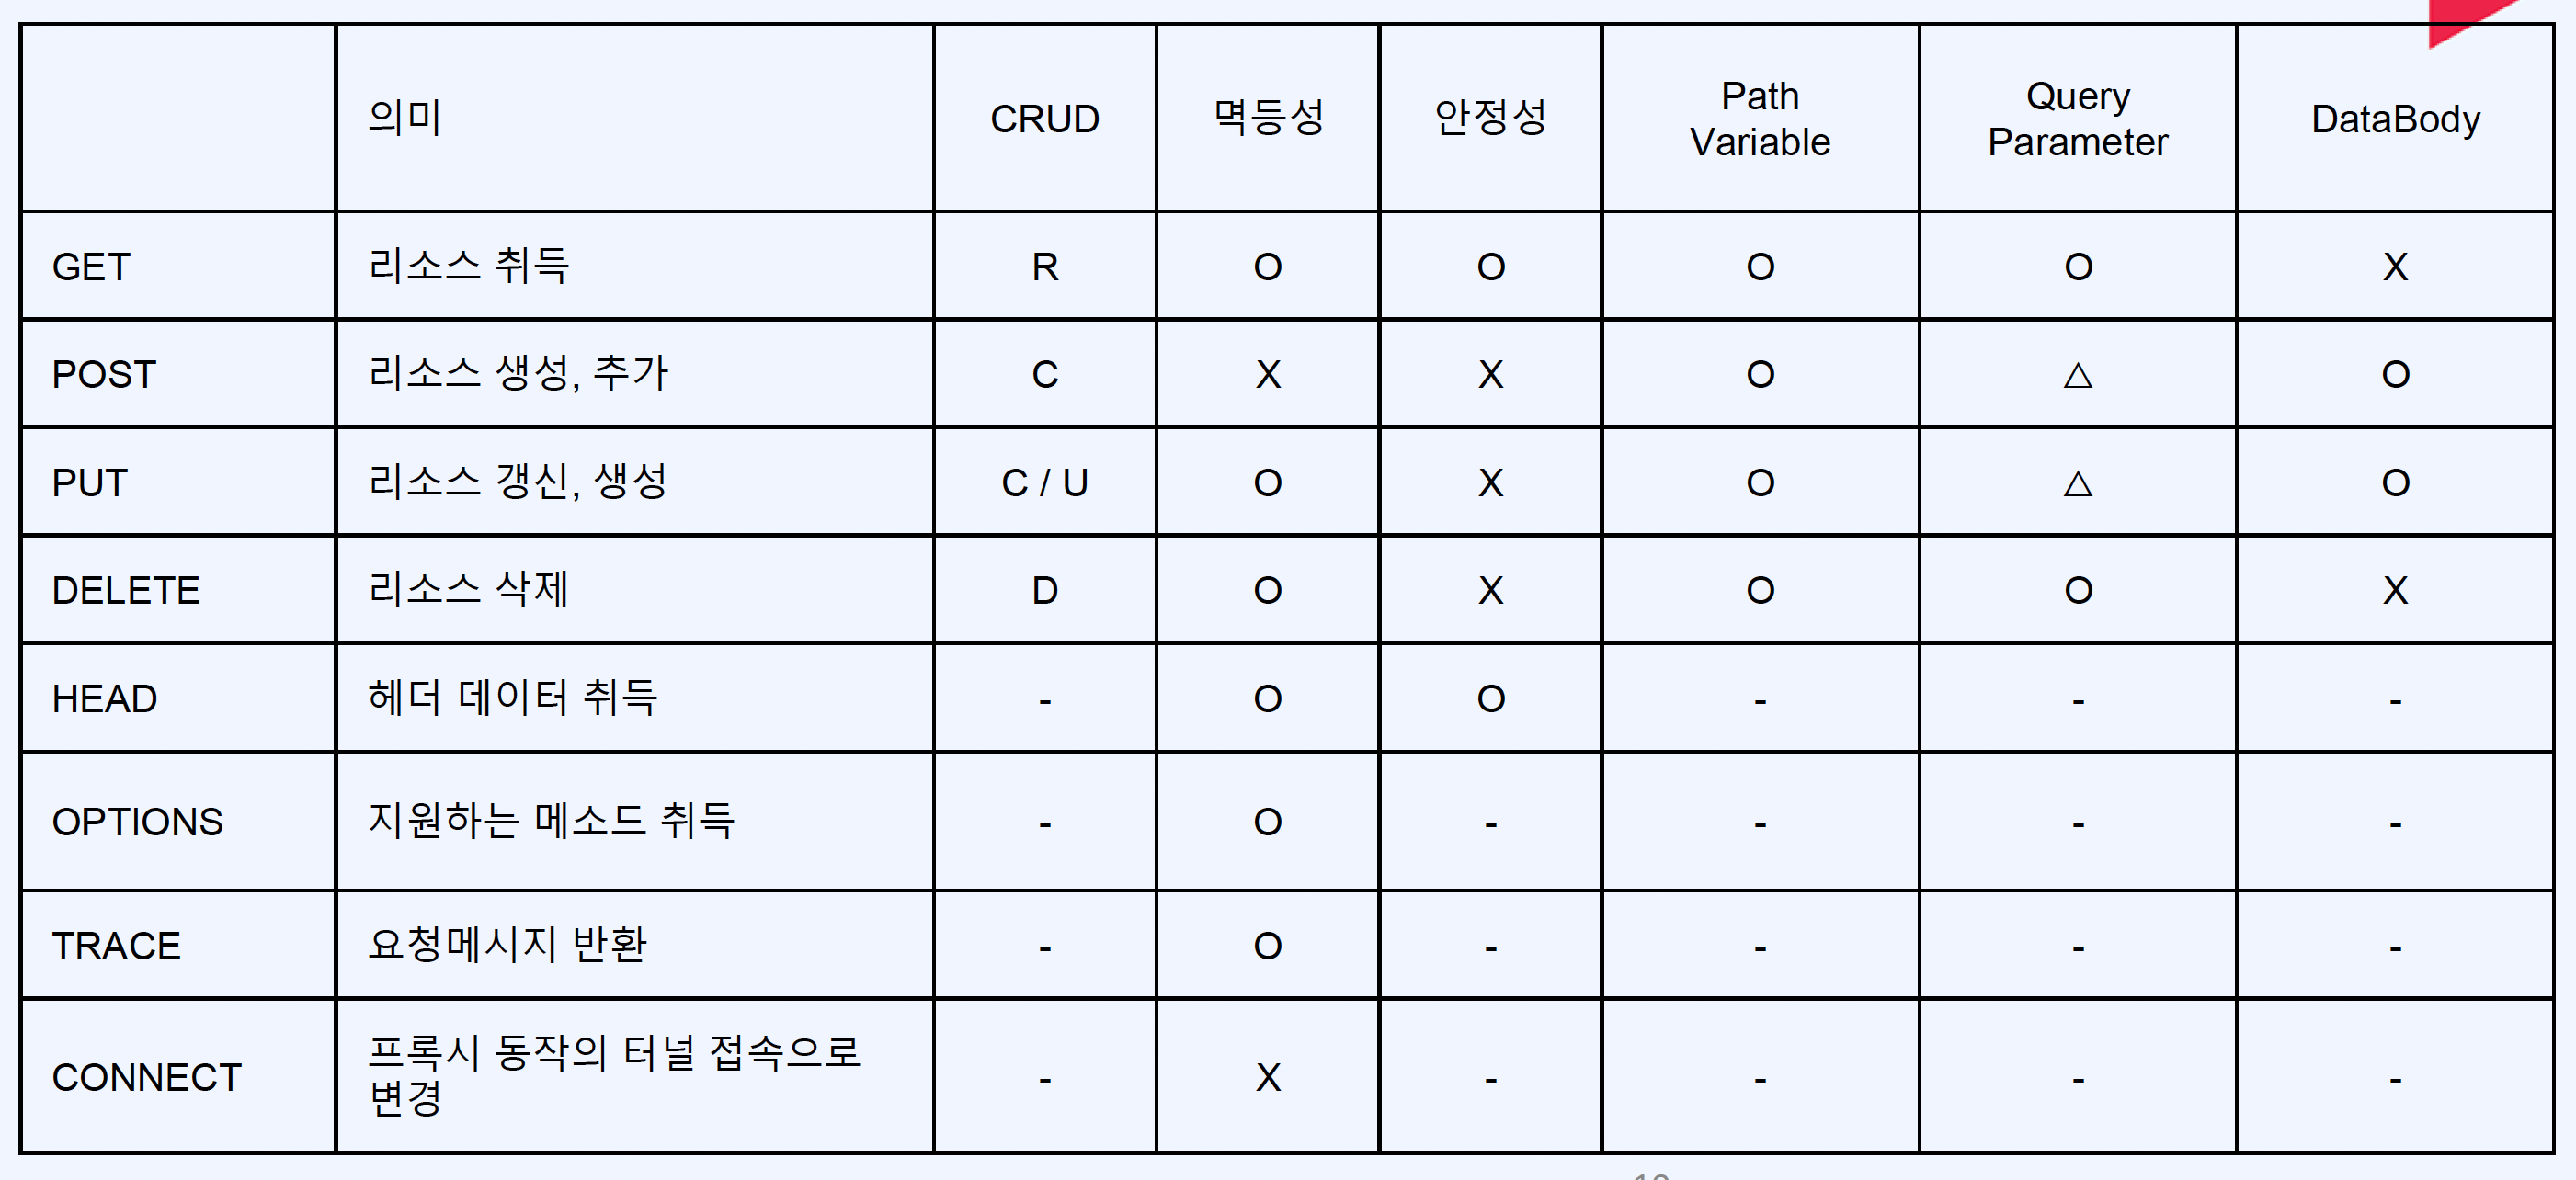 의미 CRUD 멱등성 안정성 Path Variable Query Parameter DataBody
GET 리소스 취득 R O O O O X
POST 리소스 생성, 추가 C X X O △ O
PUT 리소스 갱신, 생성 C / U O X O △ O
DELETE 리소스 삭제 D O X O O X
HEAD 헤더 데이터 취득 - O O - - -
OPTIONS 지원하는 메소드 취득 - O - - - -
TRACE 요청메시지 반환 - O - - - -
CONNECT 프록시 동작의 터널 접속으로 변경 - X - - - -